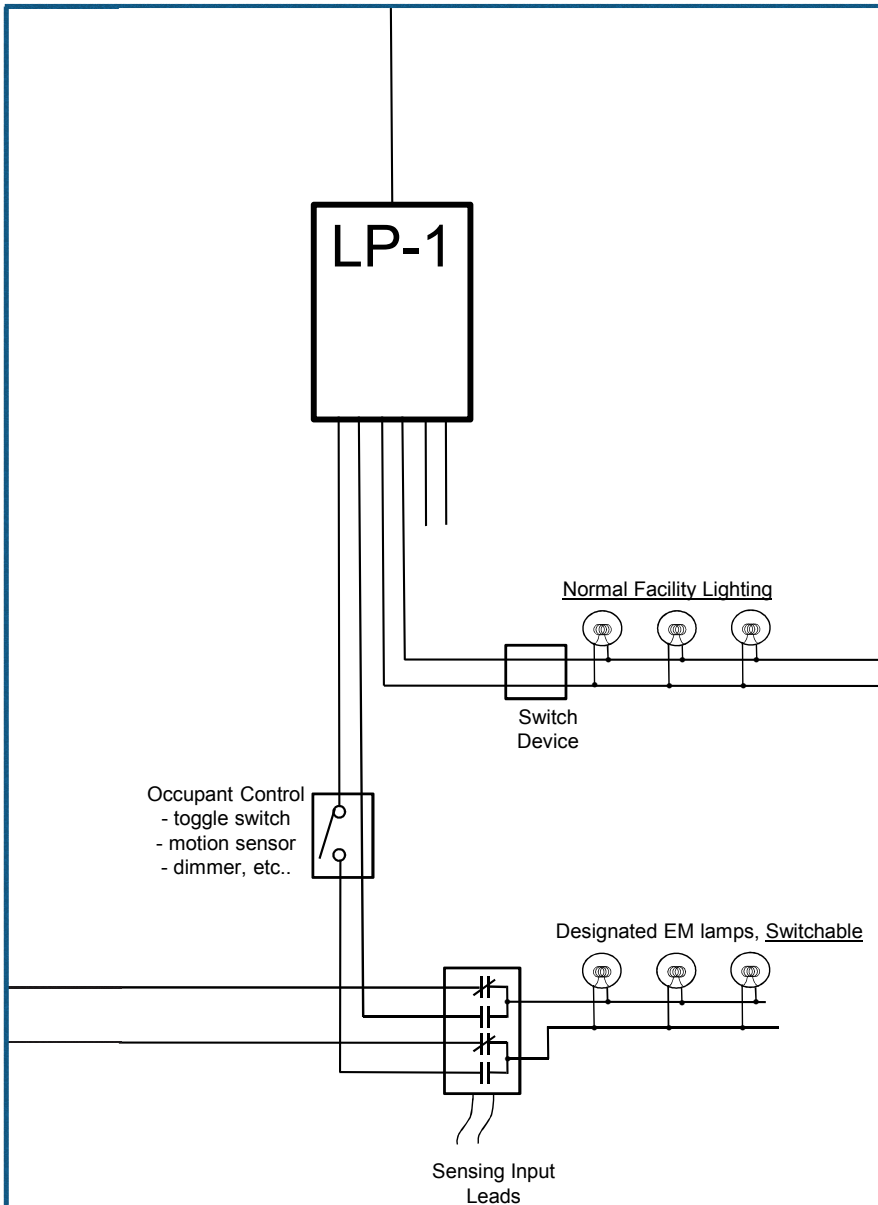 LP-1
Normal Facility Lighting
Switch
Device
Occupant Control
- toggle switch
- motion sensor
- dimmer, etc..
Designated EM lamps, Switchable
Sensing Input
Leads